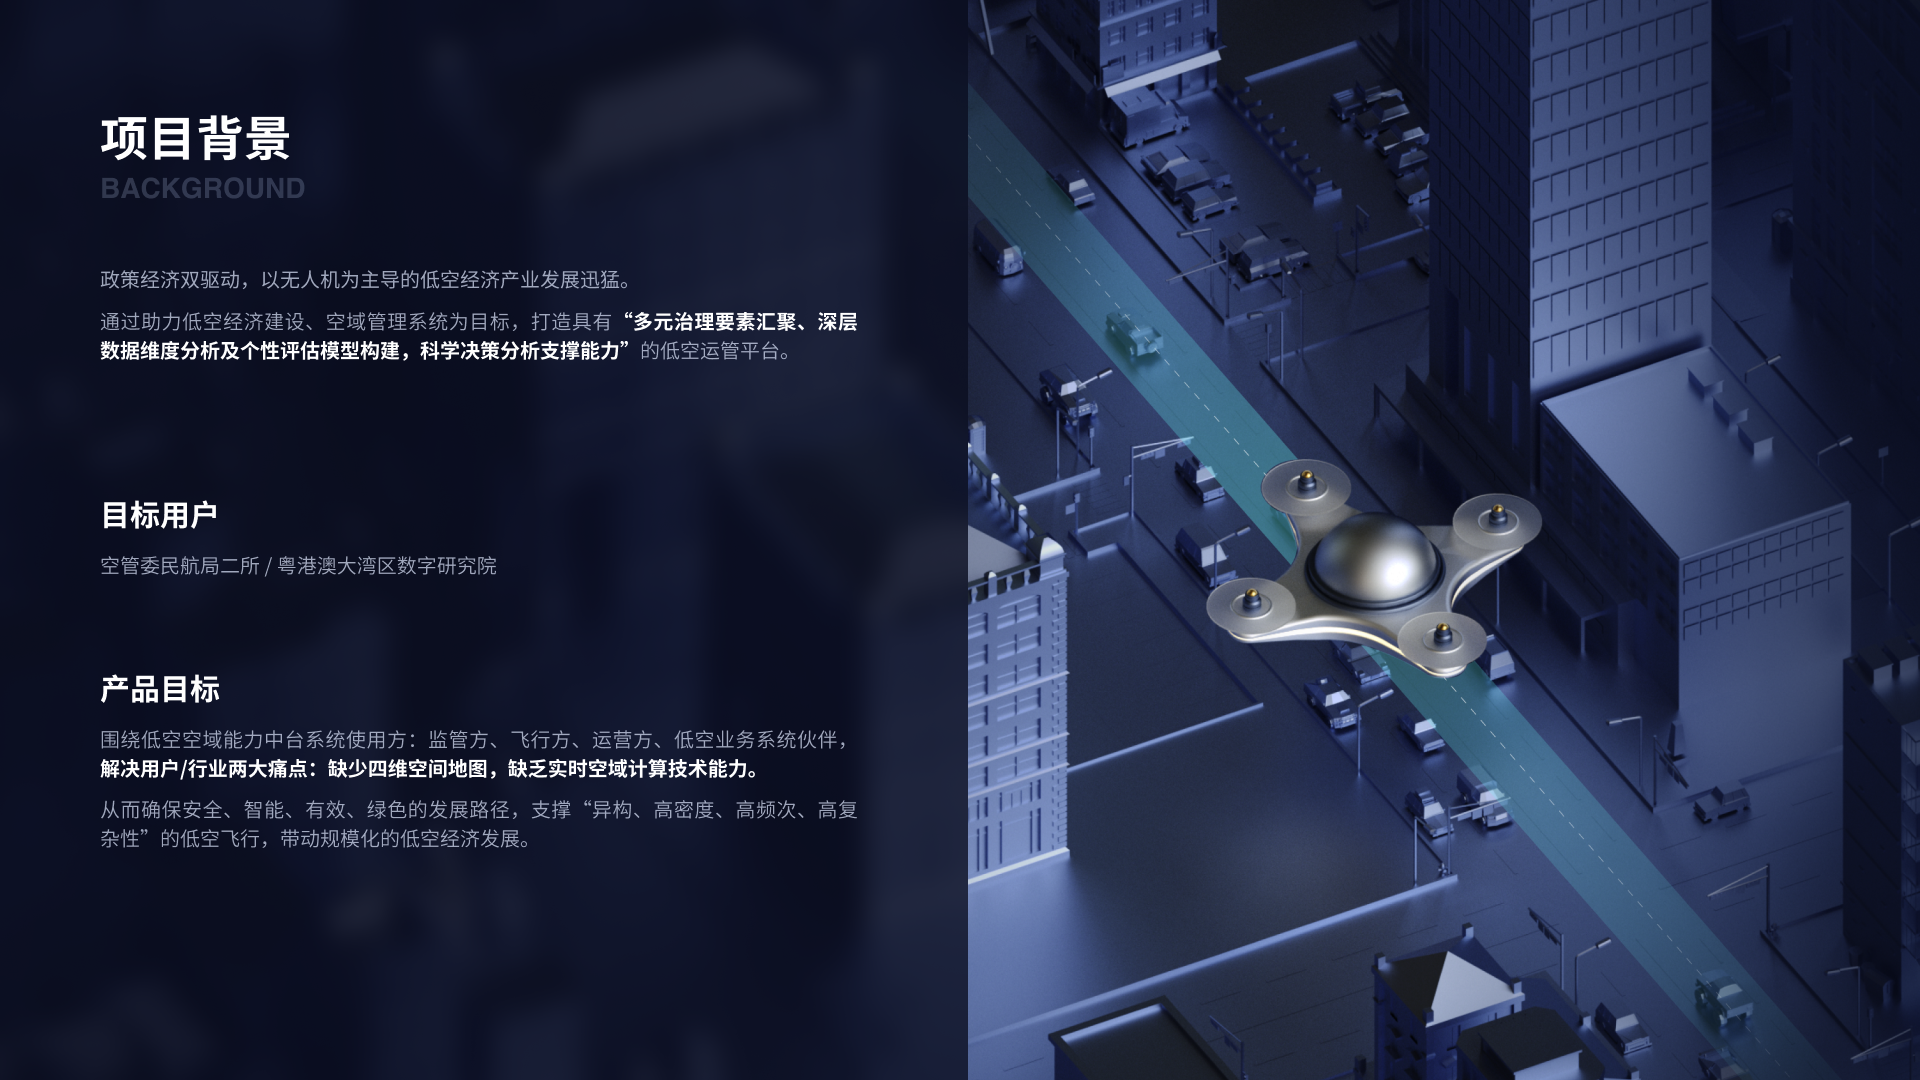 项目背景
BACKGROUND
政策经济双驱动，以无人机为主导的低空经济产业发展迅猛。
通过助力低空经济建设、空域管理系统为目标，打造具有“多元治理要素汇聚、深层
数据维度分析及个性评估模型构建，科学决策分析支撑能力”的低空运管平台。
目标用户
空管委民航局二所 / 粤港澳大湾区数字研究院
产品目标
围绕低空空域能力中台系统使用方：监管方、飞行方、运营方、低空业务系统伙伴，
解决用户/行业两大痛点：缺少四维空间地图，缺乏实时空域计算技术能力。
从而确保安全、智能、有效、绿色的发展路径，支撑“异构、高密度、高频次、高复
杂性”的低空飞行，带动规模化的低空经济发展。